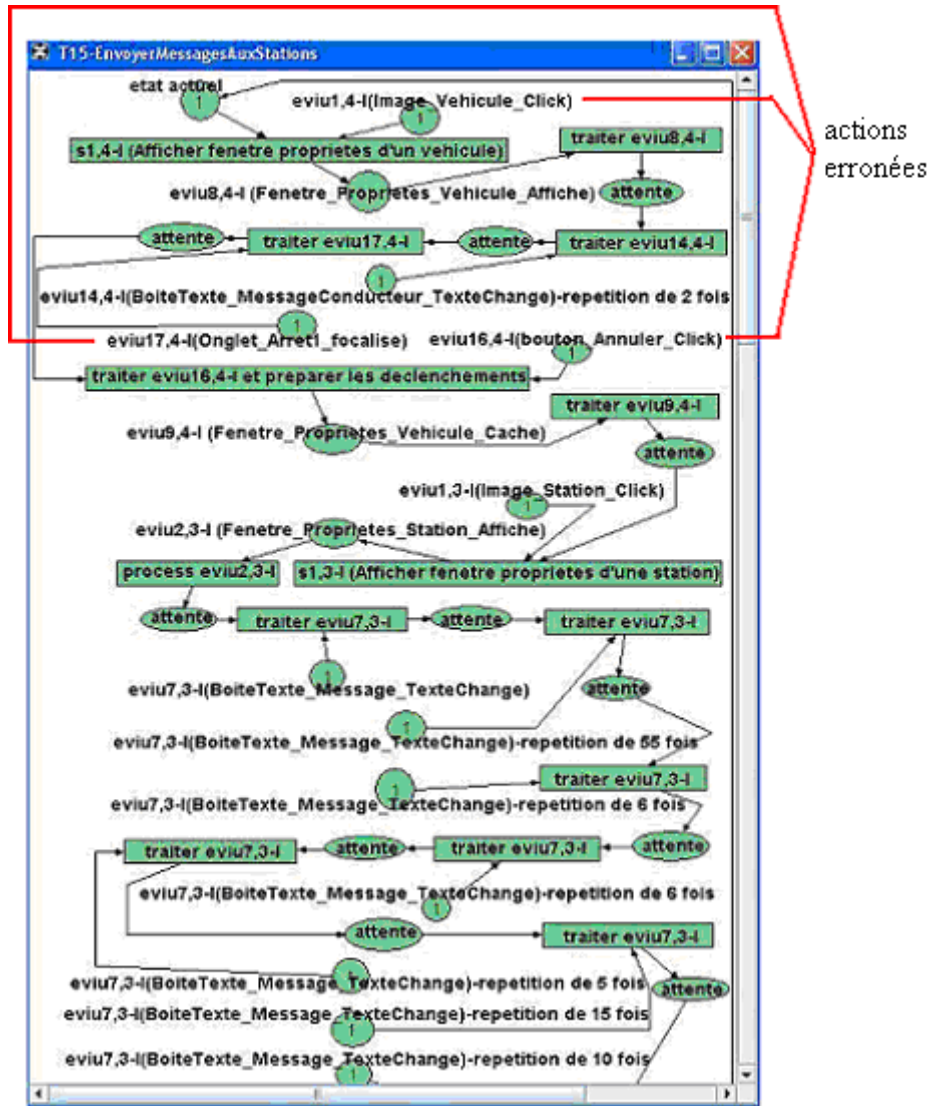 T15-EnvoyerMessagesAuxStations
etat actuel
1
eviu1,4-I(Image_Vehicule_Click)
1
actions
erronées
traiter eviu8,4-I
s1,4-I (Afficher fenetre proprietes d'un vehicule)
eviu8,4-I (Fenetre_Proprietes_Vehicule_Affiche)
attente
attente
traiter eviu17,4-I
attente
traiter eviu14,4-I
1
eviu14,4-I(BoiteTexte_MessageConducteur_TexteChange)-repetition de 2 fois
1
eviu17,4-I(Onglet_Arret1_focalise)
eviu16,4-I(bouton_Annuler_Click)
1
traiter eviu16,4-I et preparer les declenchements
traiter eviu9,4-I
eviu9,4-I (Fenetre_Proprietes_Vehicule_Cache)
attente
eviu1,3-I(Image_Station_Click)
1
eviu2,3-I (Fenetre_Proprietes_Station_Affiche)
process eviu2,3-I
s1,3-I (Afficher fenetre proprietes d'une station)
attente
traiter eviu7,3-I
attente
traiter eviu7,3-I
1
eviu7,3-I(BoiteTexte_Message_TexteChange)
attente
1
eviu7,3-I(BoiteTexte_Message_TexteChange)-repetition de 55 fois
traiter eviu7,3-I
1
eviu7,3-I(BoiteTexte_Message_TexteChange)-repetition de 6 fois
traiter eviu7,3-I
attente
traiter eviu7,3-I
attente
eviu7,3-I(BoiteTexte_Message_TexteChange)-repetition de 6 fois
1
attente
traiter eviu7,3-I
1
eviu7,3-I(BoiteTexte_Message_TexteChange)-repetition de 5 fois
attente
eviu7,3-I(BoiteTexte_Message_TexteChange)-repetition de 15 fois
1
eviu7,3-I(BoiteTexte_Message_TexteChange)-repetition de 10 fois
1